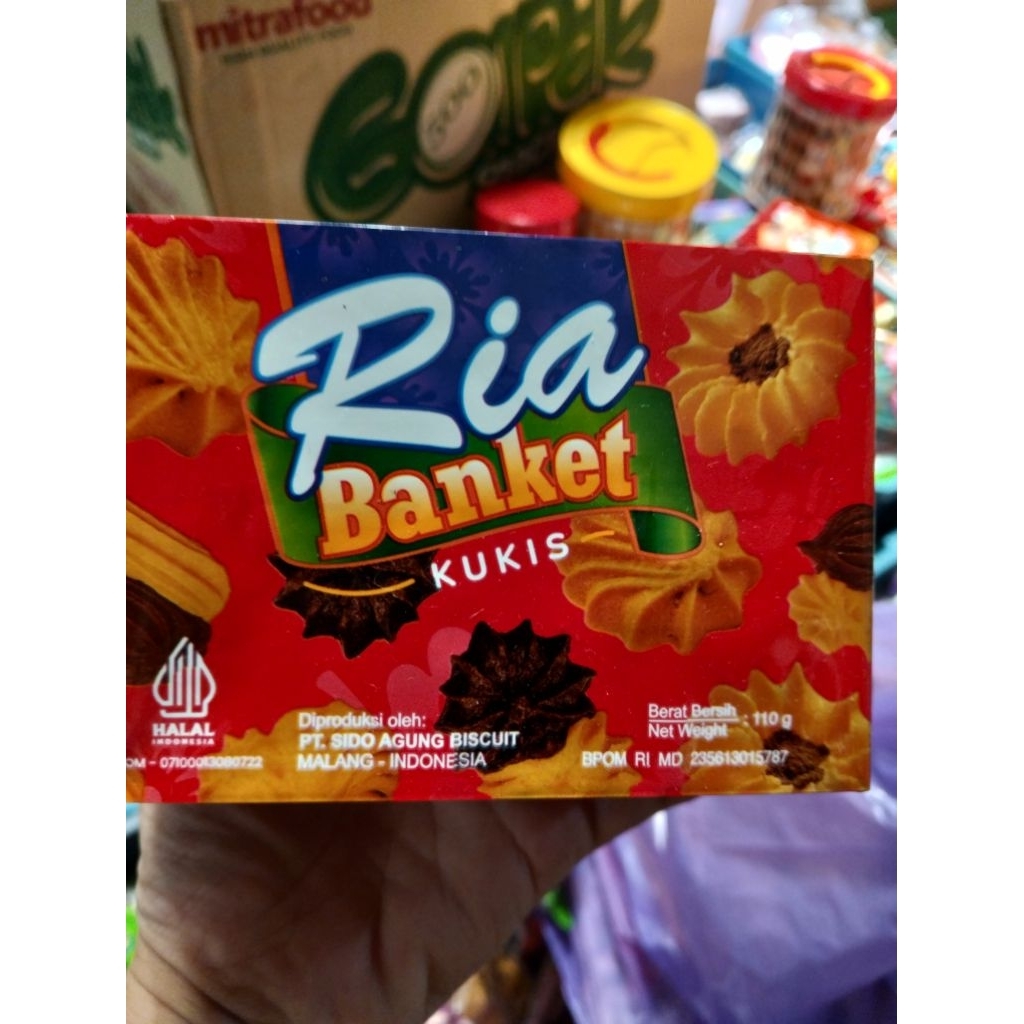 mitrafood
500
Ria
Banket
KUKIS
HALAL
INDONESIA
Diproduksi oleh:
PT. SIDO AGUNG BISCUIT
MALANG - INDONESIA
Berat Bersih
Net Weight : 110 g
BPOM RI MD 235613015787